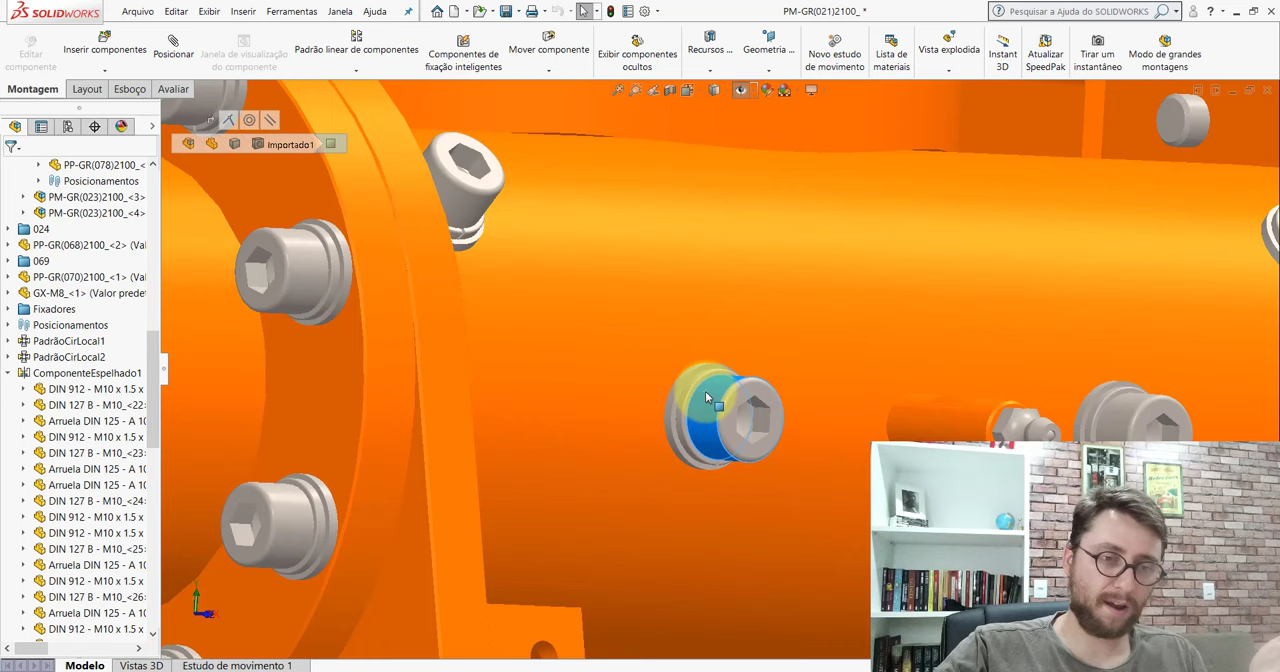 SOLIDWORKS
Arquivo Editar Exibir Inserir Ferramentas Janela Ajuda
PM-GR(021)2100_ *
Pesquisar a Ajuda do SOLIDWORKS
Editar componente
Inserir componentes
Posicionar
Janela de visualização do componente
Padrão linear de componentes
Componentes de fixação inteligentes
Mover componente
Exibir componentes ocultos
Recursos ...
Geometria ...
Novo estudo de movimento
Lista de materiais
Vista explodida
Instant 3D
Atualizar SpeedPak
Tirar um instantâneo
Modo de grandes montagens
Montagem Layout Esboço Avaliar
Importado1
PP-GR(078)2100_<
Posicionamentos
PM-GR(023)2100_<3>
PM-GR(023)2100_<4>
024
PP-GR(068)2100_<2> (Val
069
PP-GR(070)2100_<1> (Val
GX-M8_<1> (Valor predet
Fixadores
Posicionamentos
PadrãoCirLocal1
PadrãoCirLocal2
ComponenteEspelhado1
DIN 912 - M10 x 1.5 x
DIN 127 B - M10_<22>
Arruela DIN 125 - A 10
DIN 912 - M10 x 1.5 x
DIN 127 B - M10_<23>
Arruela DIN 125 - A 10
DIN 912 - M10 x 1.5 x
DIN 127 B - M10_<24>
Arruela DIN 125 - A 10
DIN 912 - M10 x 1.5 x
DIN 127 B - M10_<25>
Arruela DIN 125 - A 10
DIN 912 - M10 x 1.5 x
DIN 127 B - M10_<26>
Arruela DIN 125 - A 10
DIN 912 - M10 x 1.5 x
Modelo Vistas 3D Estudo de movimento 1